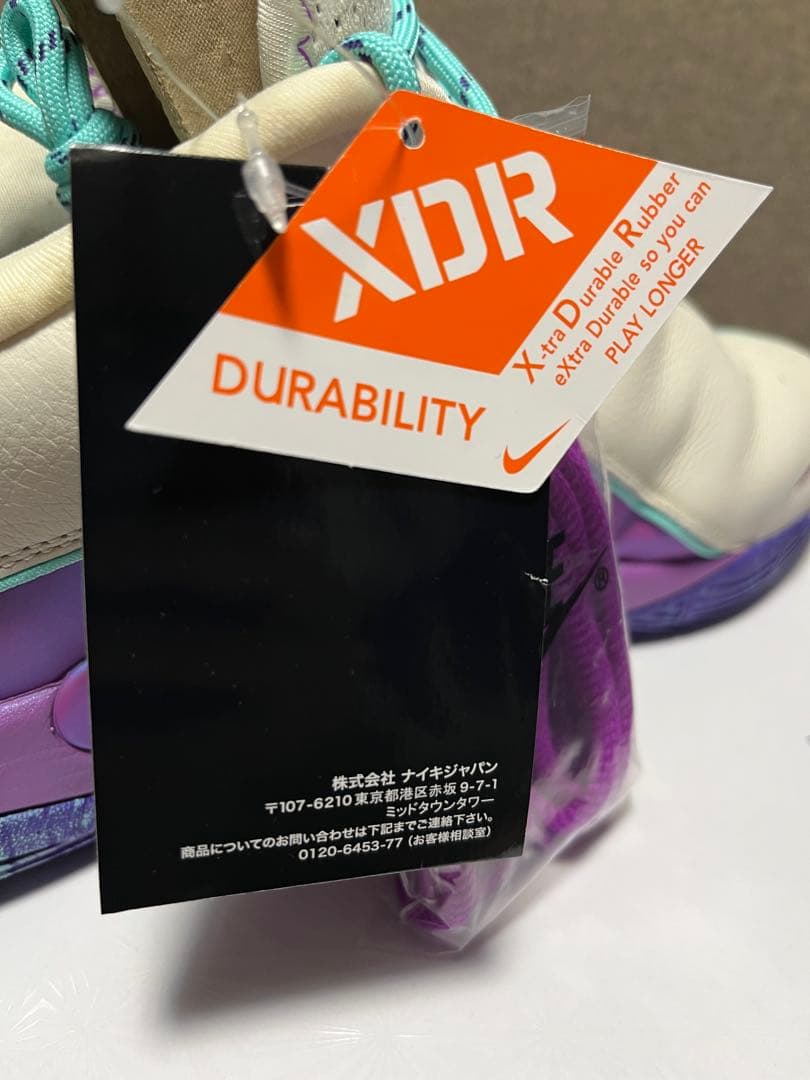 XDR
DURABILITY
X-tra Durable Rubber
eXtra Durable so you can
PLAY LONGER
株式会社 ナイキジャパン
〒107-6210 東京都港区赤坂 9-7-1
ミッドタウンタワー
商品についてのお問い合わせは下記までご連絡下さい。
0120-6453-77 (お客様相談室)
®